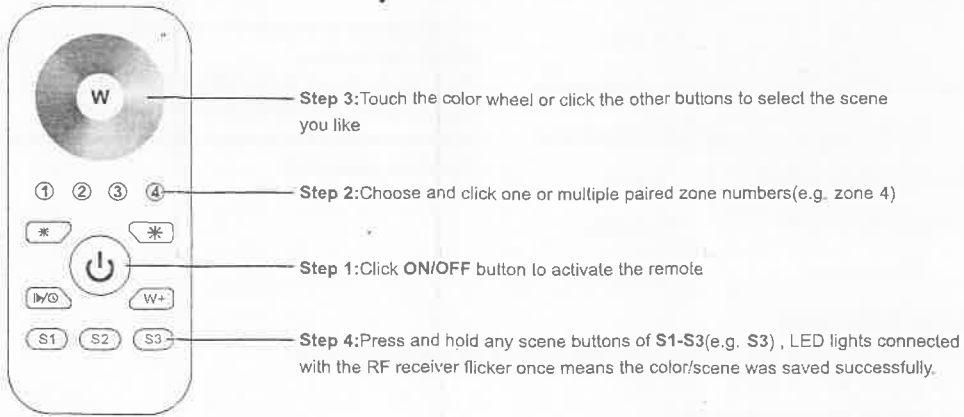 W
Step 3:Touch the color wheel or click the other buttons to select the scene
you like
① ② ③ ④
Step 2:Choose and click one or multiple paired zone numbers(e.g. zone 4)
Step 1:Click ON/OFF button to activate the remote
W+
S1 S2 S3
Step 4:Press and hold any scene buttons of S1-S3(e.g. S3) , LED lights connected
with the RF receiver flicker once means the color/scene was saved successfully.